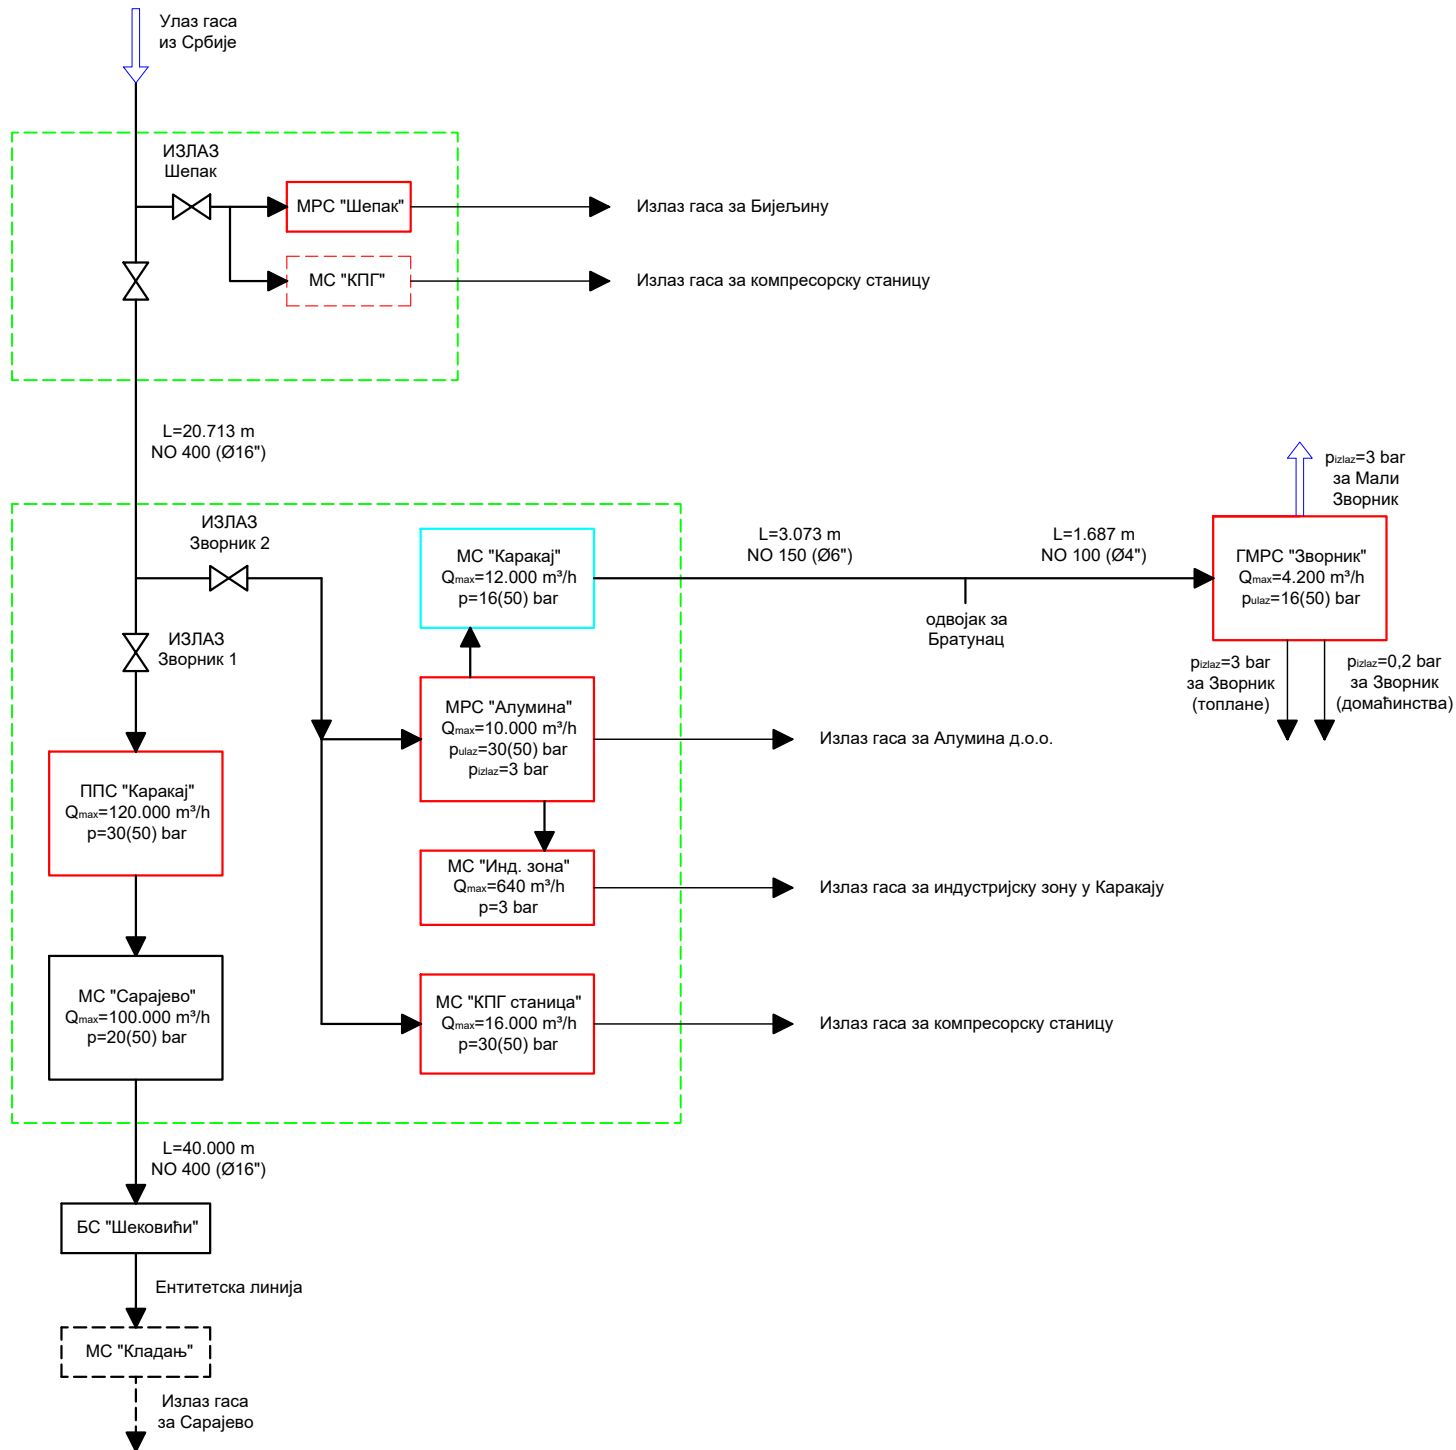 Улаз гаса
из Србије
ИЗЛАЗ
Шепак
МРС "Шепак"
Излаз гаса за Бијељину
МС "КПГ"
Излаз гаса за компресорску станицу
L=20.713 m
NO 400 (Ø16")
ИЗЛАЗ
Зворник 2
ИЗЛАЗ
Зворник 1
МС "Каракај"
Qmax=12.000 m³/h
p=16(50) bar
L=3.073 m
NO 150 (Ø6")
одвојак за
Братунац
L=1.687 m
NO 100 (Ø4")
pizlaz=3 bar
за Мали
Зворник
ГМРС "Зворник"
Qmax=4.200 m³/h
pulaz=16(50) bar
pizlaz=3 bar
за Зворник
(топлане)
pizlaz=0,2 bar
за Зворник
(домаћинства)
МРС "Алумина"
Qmax=10.000 m³/h
pulaz=30(50) bar
pizlaz=3 bar
Излаз гаса за Алумина д.о.о.
ППС "Каракај"
Qmax=120.000 m³/h
p=30(50) bar
МС "Инд. зона"
Qmax=640 m³/h
p=3 bar
Излаз гаса за индустријску зону у Каракају
МС "Сарајево"
Qmax=100.000 m³/h
p=20(50) bar
МС "КПГ станица"
Qmax=16.000 m³/h
p=30(50) bar
Излаз гаса за компресорску станицу
L=40.000 m
NO 400 (Ø16")
БС "Шековићи"
Ентитетска линија
МС "Кладањ"
Излаз гаса
за Сарајево